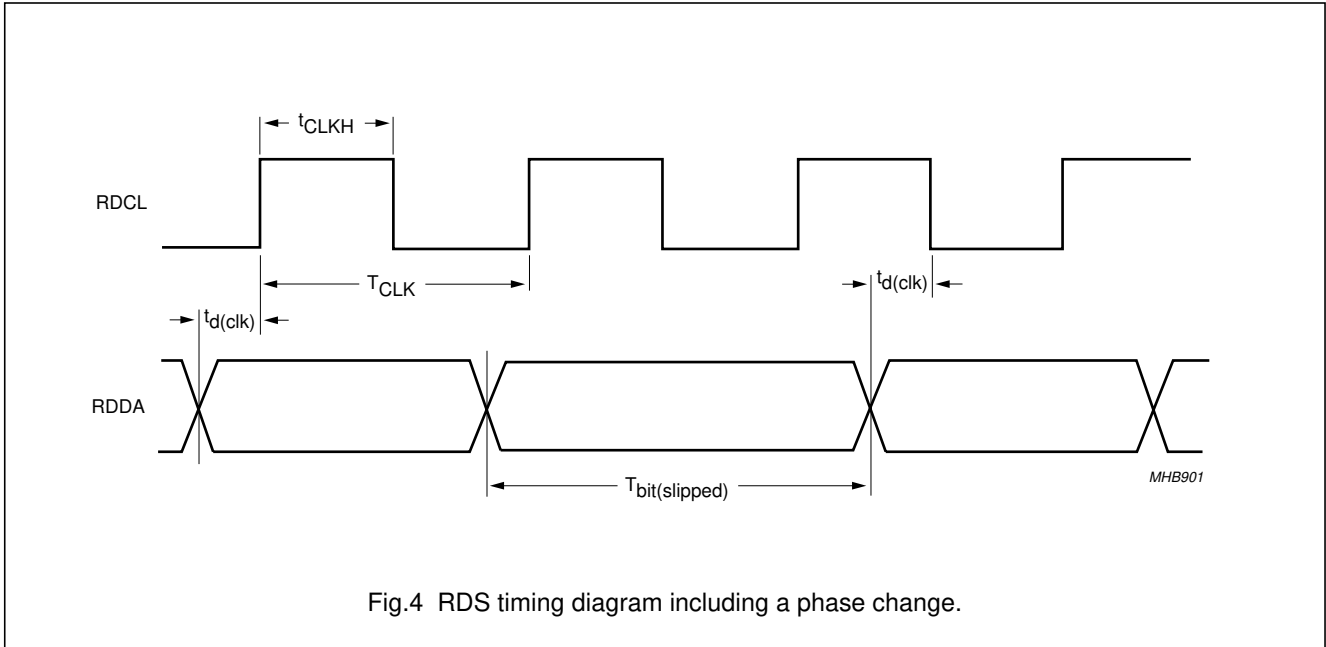 tCLKH
RDCL
TCLK
td(clk)
td(clk)
RDDA
Tbit(slipped)
MHB901
Fig.4 RDS timing diagram including a phase change.